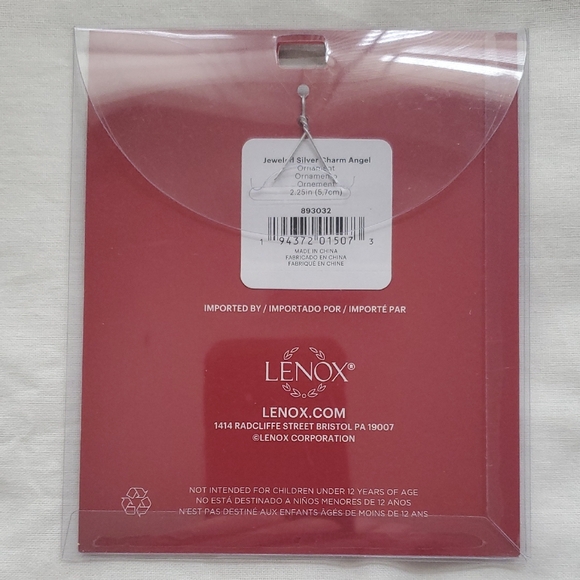 Jeweled Silver Charm Angel
Ornament
Ornamento
Ornement
2.25in (5.7cm)
893032
1 94372 01507 3
MADE IN CHINA
FABRICADO EN CHINA
FABRIQUÉ EN CHINE
IMPORTED BY / IMPORTADO POR / IMPORTÉ PAR
LENOX®
LENOX.COM
1414 RADCLIFFE STREET BRISTOL PA 19007
©LENOX CORPORATION
NOT INTENDED FOR CHILDREN UNDER 12 YEARS OF AGE
NO ESTÁ DESTINADO A NIÑOS MENORES DE 12 AÑOS
N'EST PAS DESTINÉ AUX ENFANTS ÂGÉS DE MOINS DE 12 ANS